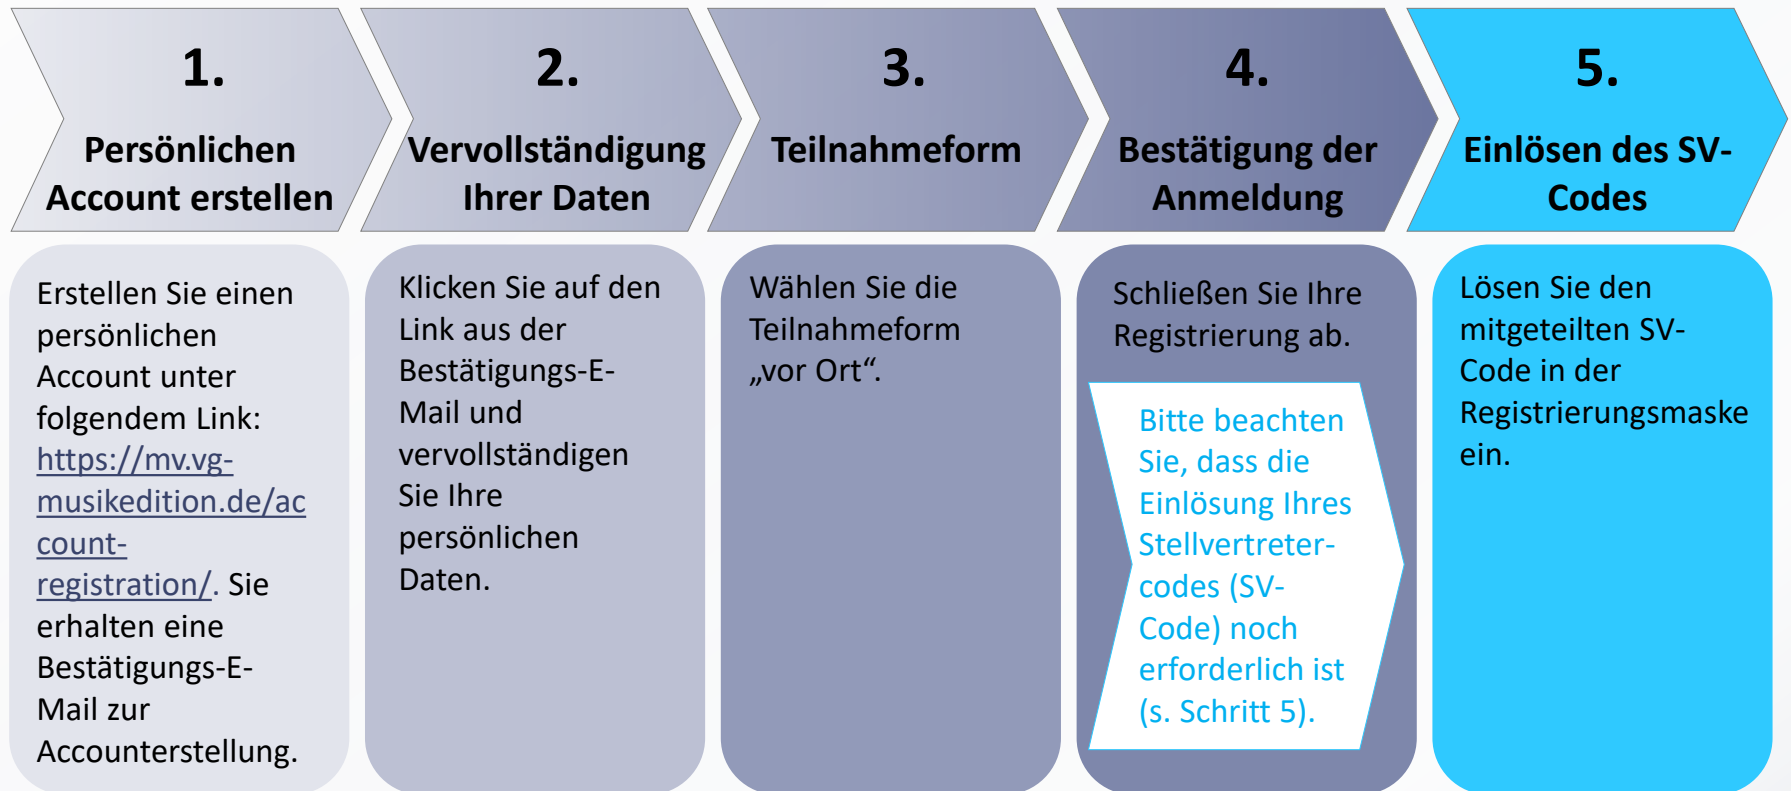 1.
Persönlichen
Account erstellen
2.
Vervollständigung
Ihrer Daten
3.
Teilnahmeform
4.
Bestätigung der
Anmeldung
5.
Einlösen des SV-
Codes
Erstellen Sie einen
persönlichen
Account unter
folgendem Link:
https://mv.vg-
musikedition.de/ac
count-
registration/. Sie
erhalten eine
Bestätigungs-E-
Mail zur
Accounterstellung.
Klicken Sie auf den
Link aus der
Bestätigungs-E-
Mail und
vervollständigen
Sie Ihre
persönlichen
Daten.
Wählen Sie die
Teilnahmeform
„vor Ort“.
Schließen Sie Ihre
Registrierung ab.
Bitte beachten
Sie, dass die
Einlösung Ihres
Stellvertreter-
codes (SV-
Code) noch
erforderlich ist
(s. Schritt 5).
Lösen Sie den
mitgeteilten SV-
Code in der
Registrierungsmaske
ein.